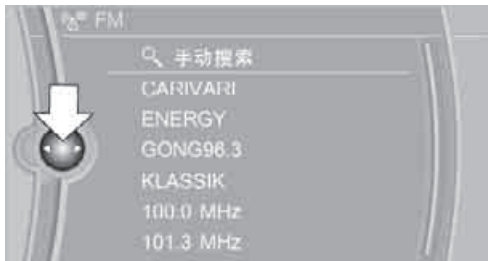 FM
手动搜索
CARIVARI
ENERGY
GONG96.3
KLASSIK
100.0 MHz
101.3 MHz